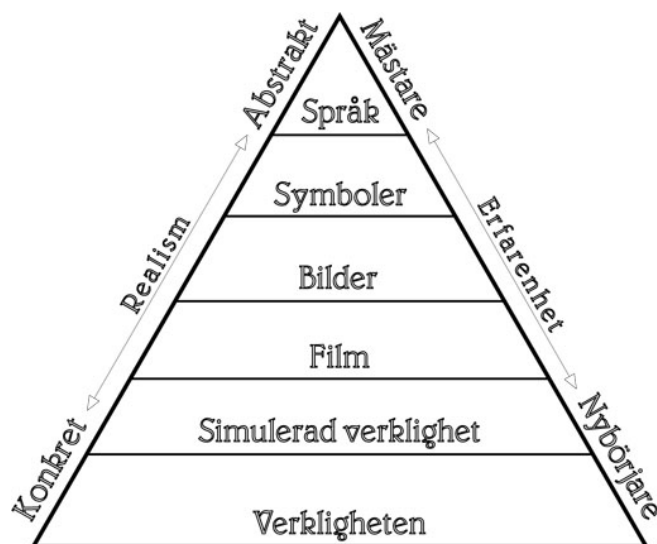 Abstrakt
Mästare
Språk
Symboler
Realism
Erfarenhet
Bilder
Film
Konkret
Simulerad verklighet
Nybörjare
Verkligheten